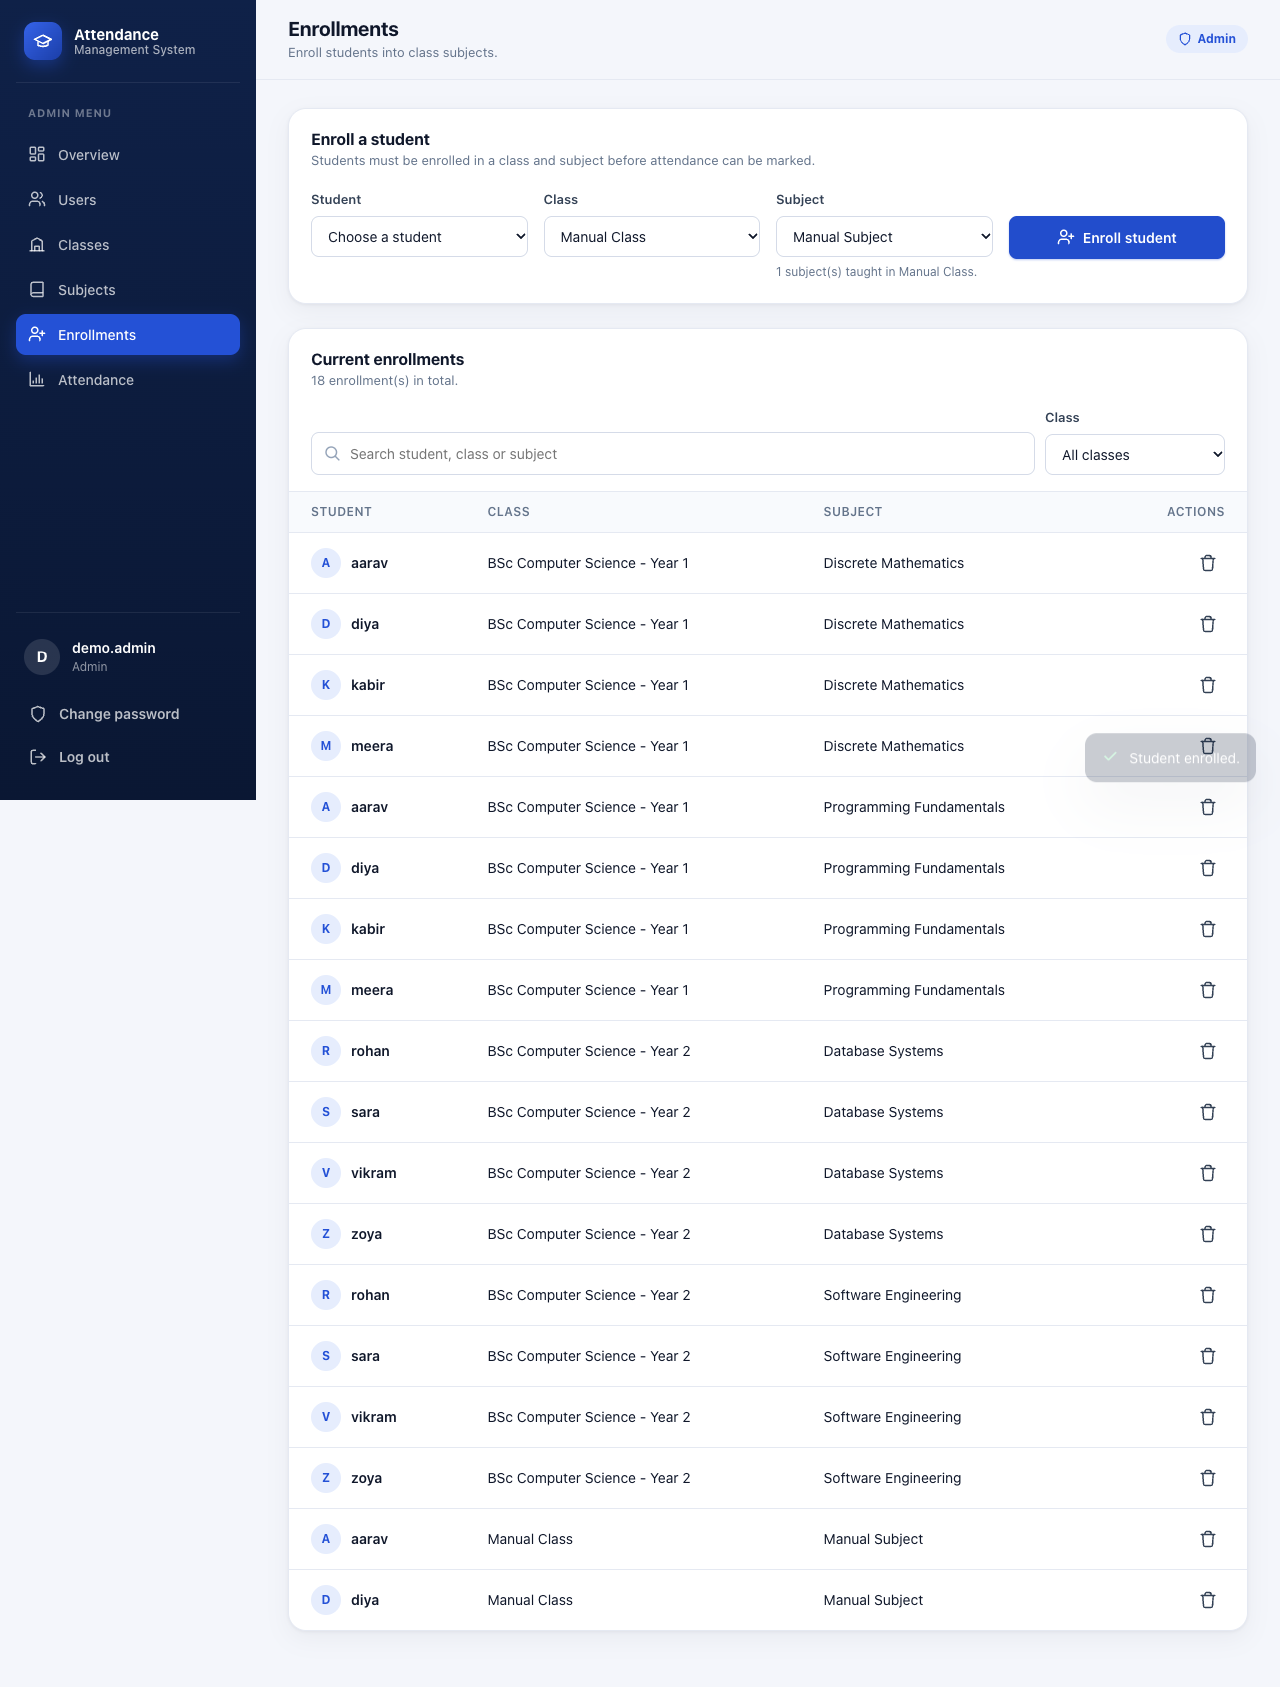 Attendance
Management System
ADMIN MENU
Overview
Users
Classes
Subjects
Enrollments
Attendance
D
demo.admin
Admin
Change password
Log out
Enrollments
Enroll students into class subjects.
Admin
Enroll a student
Students must be enrolled in a class and subject before attendance can be marked.
Student
Class
Subject
Choose a student
Manual Class
Manual Subject
Enroll student
1 subject(s) taught in Manual Class.
Current enrollments
18 enrollment(s) in total.
Class
Search student, class or subject
All classes
STUDENT CLASS SUBJECT ACTIONS
A aarav BSc Computer Science - Year 1 Discrete Mathematics
D diya BSc Computer Science - Year 1 Discrete Mathematics
K kabir BSc Computer Science - Year 1 Discrete Mathematics
M meera BSc Computer Science - Year 1 Discrete Mathematics
Student enrolled.
A aarav BSc Computer Science - Year 1 Programming Fundamentals
D diya BSc Computer Science - Year 1 Programming Fundamentals
K kabir BSc Computer Science - Year 1 Programming Fundamentals
M meera BSc Computer Science - Year 1 Programming Fundamentals
R rohan BSc Computer Science - Year 2 Database Systems
S sara BSc Computer Science - Year 2 Database Systems
V vikram BSc Computer Science - Year 2 Database Systems
Z zoya BSc Computer Science - Year 2 Database Systems
R rohan BSc Computer Science - Year 2 Software Engineering
S sara BSc Computer Science - Year 2 Software Engineering
V vikram BSc Computer Science - Year 2 Software Engineering
Z zoya BSc Computer Science - Year 2 Software Engineering
A aarav Manual Class Manual Subject
D diya Manual Class Manual Subject